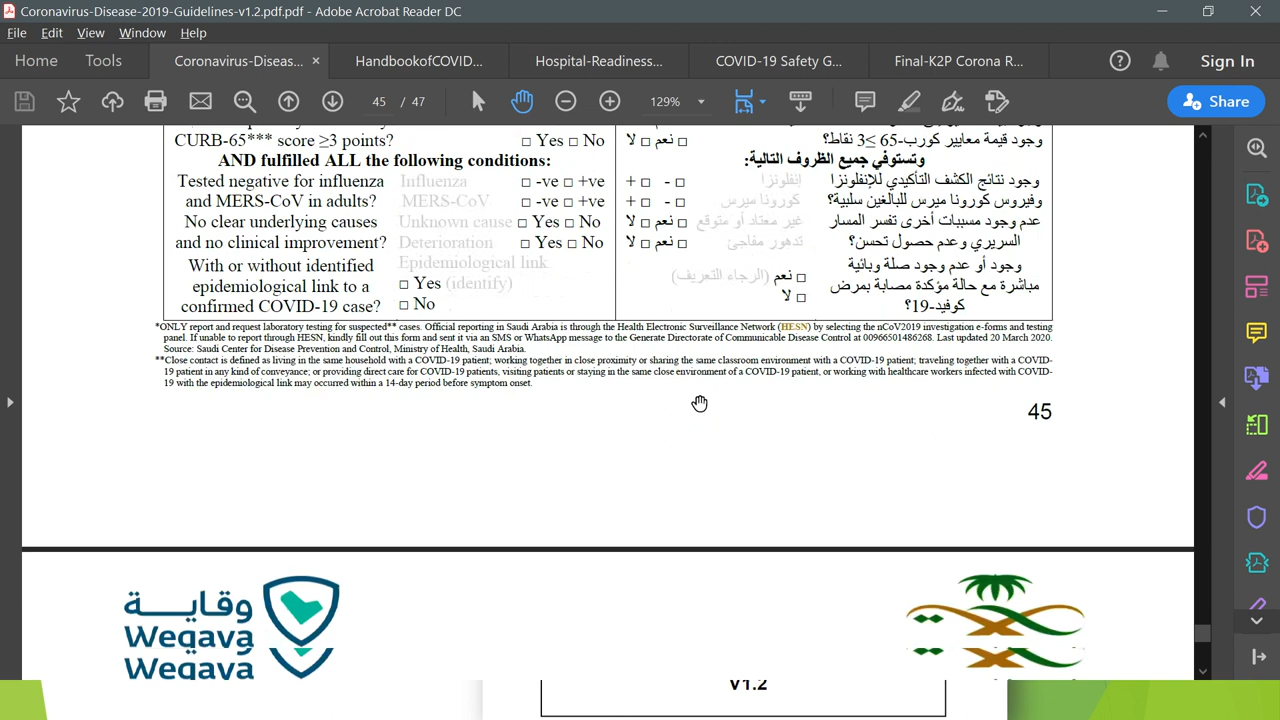 Coronavirus-Disease-2019-Guidelines-v1.2.pdf.pdf - Adobe Acrobat Reader DC
File Edit View Window Help
Home Tools Coronavirus-Diseas... × HandbookofCOVID... Hospital-Readiness... COVID-19 Safety G... Final-K2P Corona R... Sign In
45 / 47 129% Share
CURB-65*** score ≥3 points? □ Yes □ No
وجود قيمة معايير كورب-65 ≥3 نقاط؟ □ نعم □ لا
AND fulfilled ALL the following conditions:
وتستوفي جميع الظروف التالية:
Tested negative for influenza Influenza □ -ve □ +ve
وجود نتائج الكشف التأكيدي للإنفلونزا إنفلونزا □ - □ +
and MERS-CoV in adults? MERS-CoV □ -ve □ +ve
وفيروس كورونا ميرس للبالغين سلبية؟ كورونا ميرس □ - □ +
No clear underlying causes Unknown cause □ Yes □ No
عدم وجود مسببات أخرى تفسر المسار غير معتاد أو متوقع □ نعم □ لا
and no clinical improvement? Deterioration □ Yes □ No
السريري وعدم حصول تحسن؟ تدهور مفاجئ □ نعم □ لا
With or without identified Epidemiological link
وجود أو عدم وجود صلة وبائية
epidemiological link to a □ Yes (identify)
مباشرة مع حالة مؤكدة مصابة بمرض □ نعم (الرجاء التعريف)
confirmed COVID-19 case? □ No
كوفيد-19؟ □ لا
*ONLY report and request laboratory testing for suspected** cases. Official reporting in Saudi Arabia is through the Health Electronic Surveillance Network (HESN) by selecting the nCoV2019 investigation e-forms and testing
panel. If unable to report through HESN, kindly fill out this form and sent it via an SMS or WhatsApp message to the Generate Directorate of Communicable Disease Control at 00966501486268. Last updated 20 March 2020.
Source: Saudi Center for Disease Prevention and Control, Ministry of Health, Saudi Arabia.
**Close contact is defined as living in the same household with a COVID-19 patient; working together in close proximity or sharing the same classroom environment with a COVID-19 patient; traveling together with a COVID-
19 patient in any kind of conveyance; or providing direct care for COVID-19 patients, visiting patients or staying in the same close environment of a COVID-19 patient, or working with healthcare workers infected with COVID-
19 with the epidemiological link may occurred within a 14-day period before symptom onset.
45
وقاية
Weqaya
Weqaya
V1.2